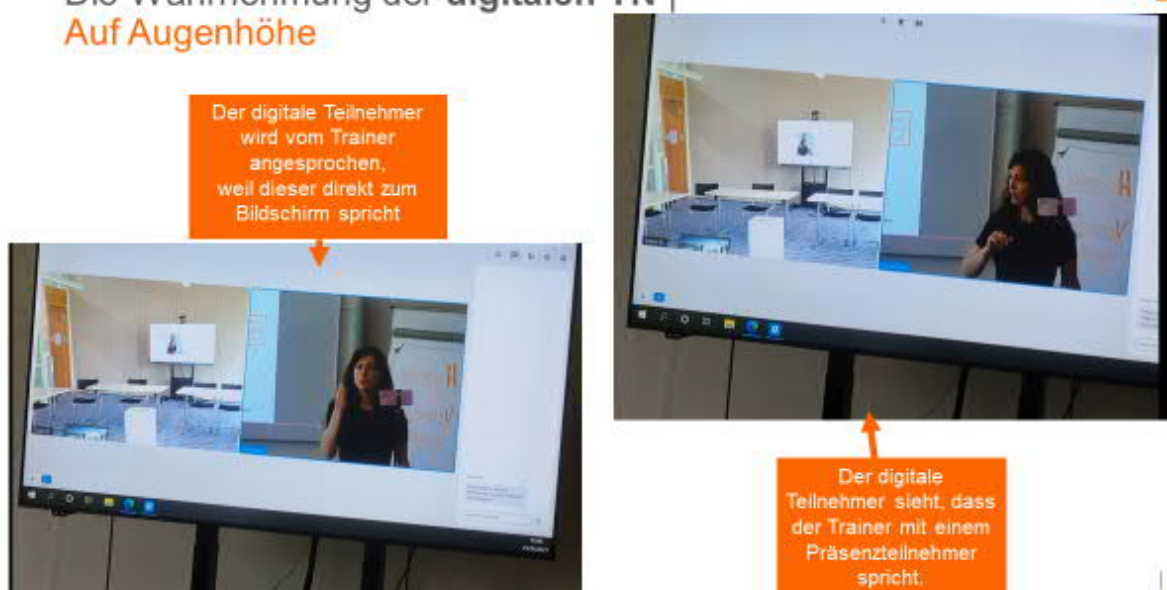 Die Wahrnehmung der digitalen TN |
Auf Augenhöhe
Der digitale Teilnehmer
wird vom Trainer
angesprochen,
weil dieser direkt zum
Bildschirm spricht
Der digitale
Teilnehmer sieht, dass
der Trainer mit einem
Präsenzteilnehmer
spricht.